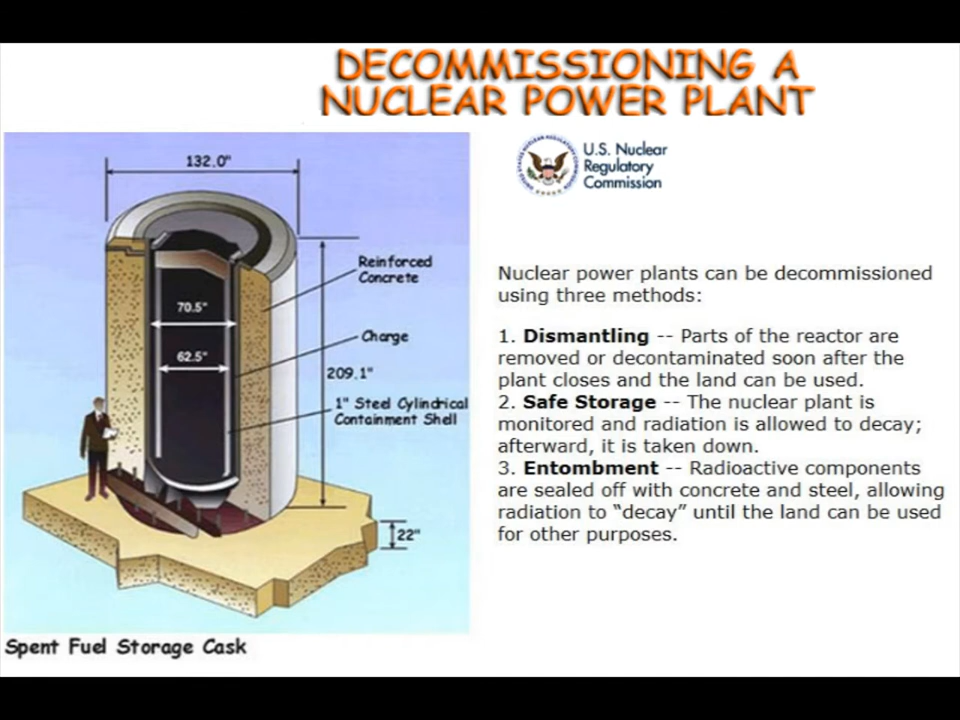 DECOMMISSIONING A
NUCLEAR POWER PLANT
132.0"
Reinforced
Concrete
70.5"
Charge
62.5"
209.1"
1" Steel Cylindrical
Containment Shell
22"
Spent Fuel Storage Cask
UNITED STATES NUCLEAR REGULATORY COMMISSION
U.S. Nuclear
Regulatory
Commission
Nuclear power plants can be decommissioned
using three methods:
1. Dismantling -- Parts of the reactor are
removed or decontaminated soon after the
plant closes and the land can be used.
2. Safe Storage -- The nuclear plant is
monitored and radiation is allowed to decay;
afterward, it is taken down.
3. Entombment -- Radioactive components
are sealed off with concrete and steel, allowing
radiation to “decay” until the land can be used
for other purposes.